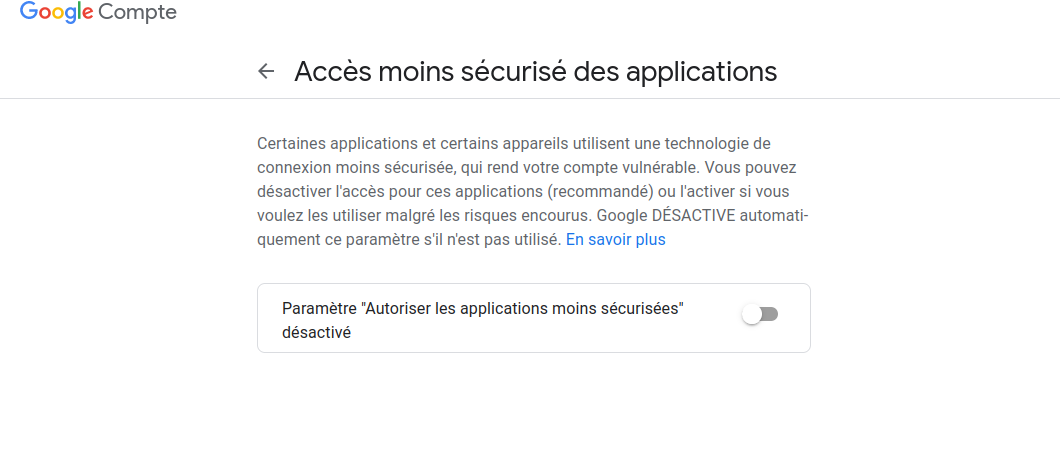 Google Compte
Accès moins sécurisé des applications
Certaines applications et certains appareils utilisent une technologie de
connexion moins sécurisée, qui rend votre compte vulnérable. Vous pouvez
désactiver l'accès pour ces applications (recommandé) ou l'activer si vous
voulez les utiliser malgré les risques encourus. Google DÉSACTIVE automati-
quement ce paramètre s'il n'est pas utilisé. En savoir plus
Paramètre "Autoriser les applications moins sécurisées"
désactivé